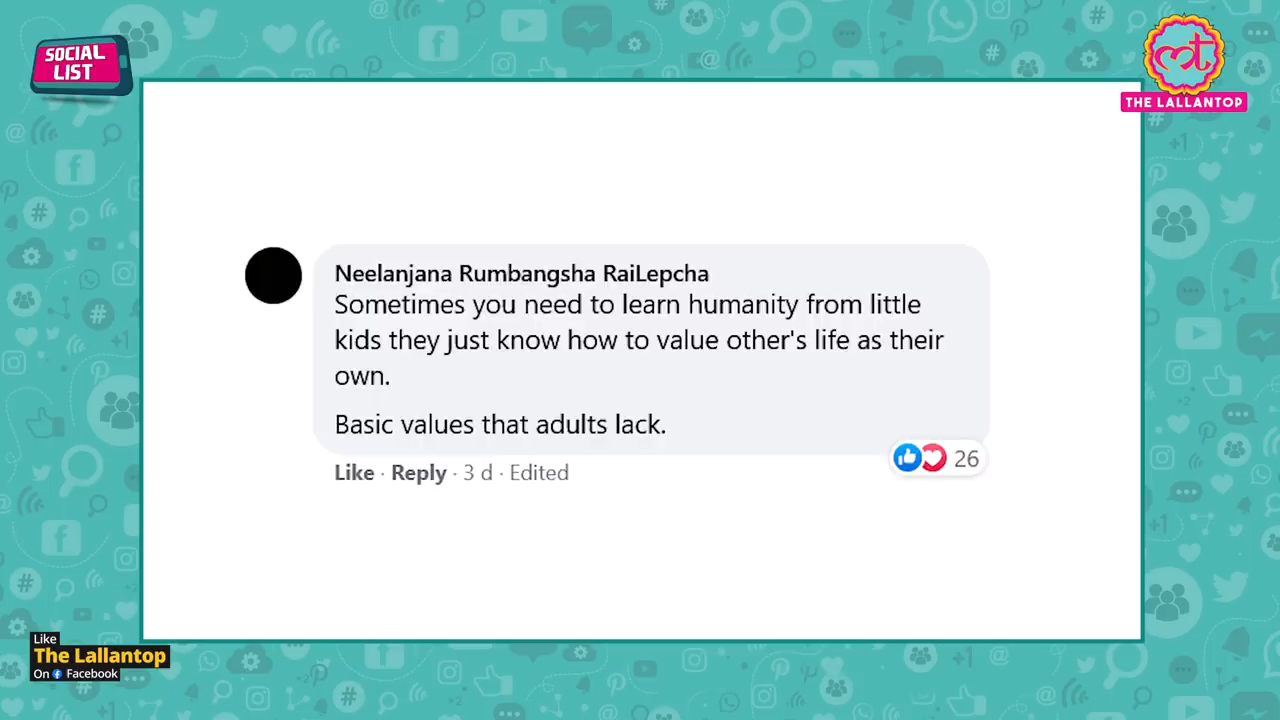 SOCIAL
LIST
मत
THE LALLANTOP
Neelanjana Rumbangsha RaiLepcha
Sometimes you need to learn humanity from little
kids they just know how to value other's life as their
own.
Basic values that adults lack.
Like · Reply · 3 d · Edited
26
Like
The Lallantop
On Facebook